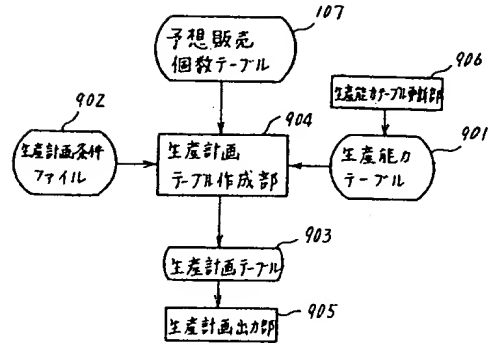 107
予想販売
個数テーブル
906
生産能力テーブル更新部
902
904
生産計画条件
ファイル
生産計画
テーブル作成部
生産能力
テーブル
901
903
生産計画テーブル
905
生産計画出力部